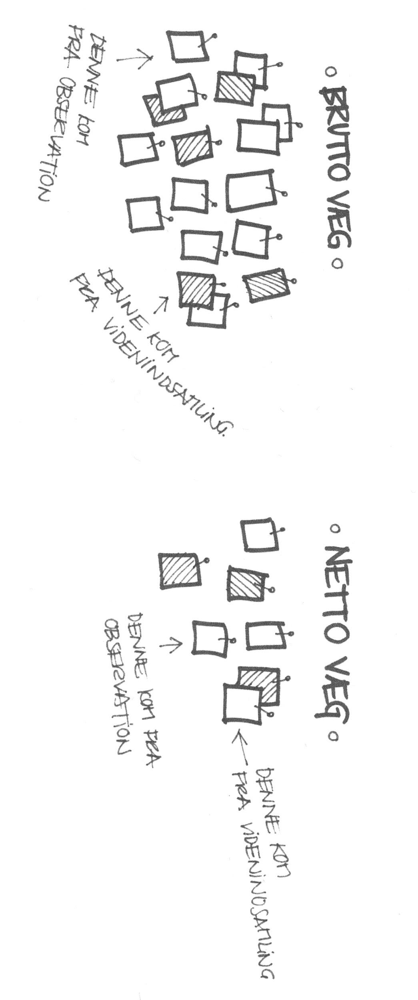 BRUTTO VÆG
DENNE KOM
FRA OBSERVATION
DENNE KOM
FRA VIDENINDSAMLING.
NETTO VÆG
DENNE KOM FRA
OBSERVATION
DENNE KOM
FRA VIDENINDSAMLING